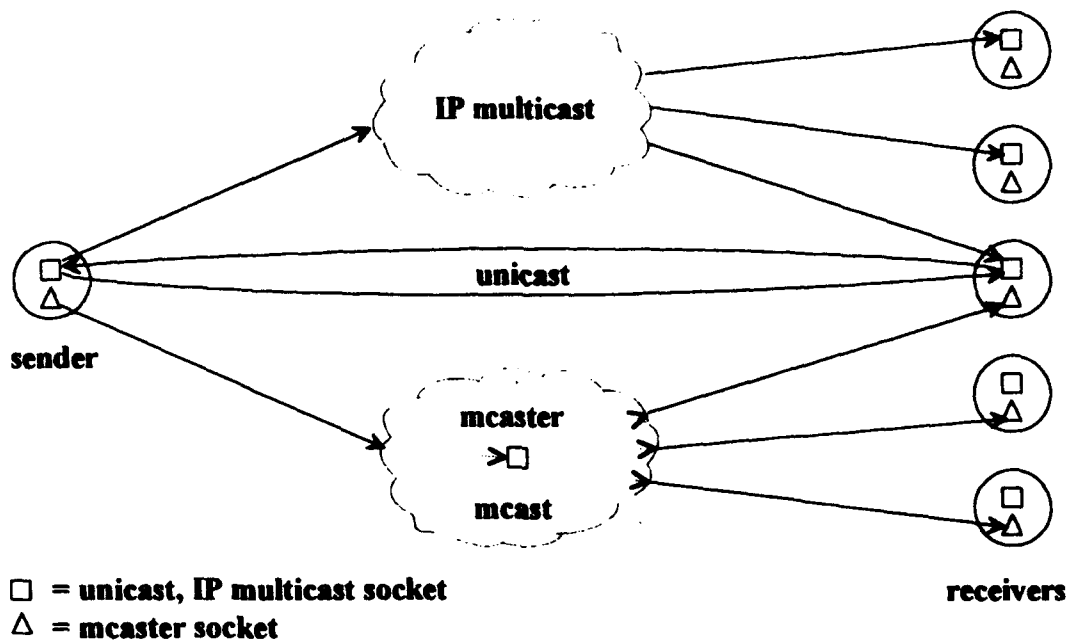 IP multicast
unicast
sender
mcaster
mcast
= unicast, IP multicast socket
receivers
= mcaster socket